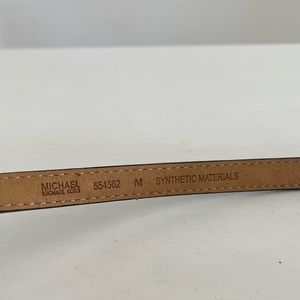 MICHAEL
MICHAEL KORS
554562 M SYNTHETIC MATERIALS